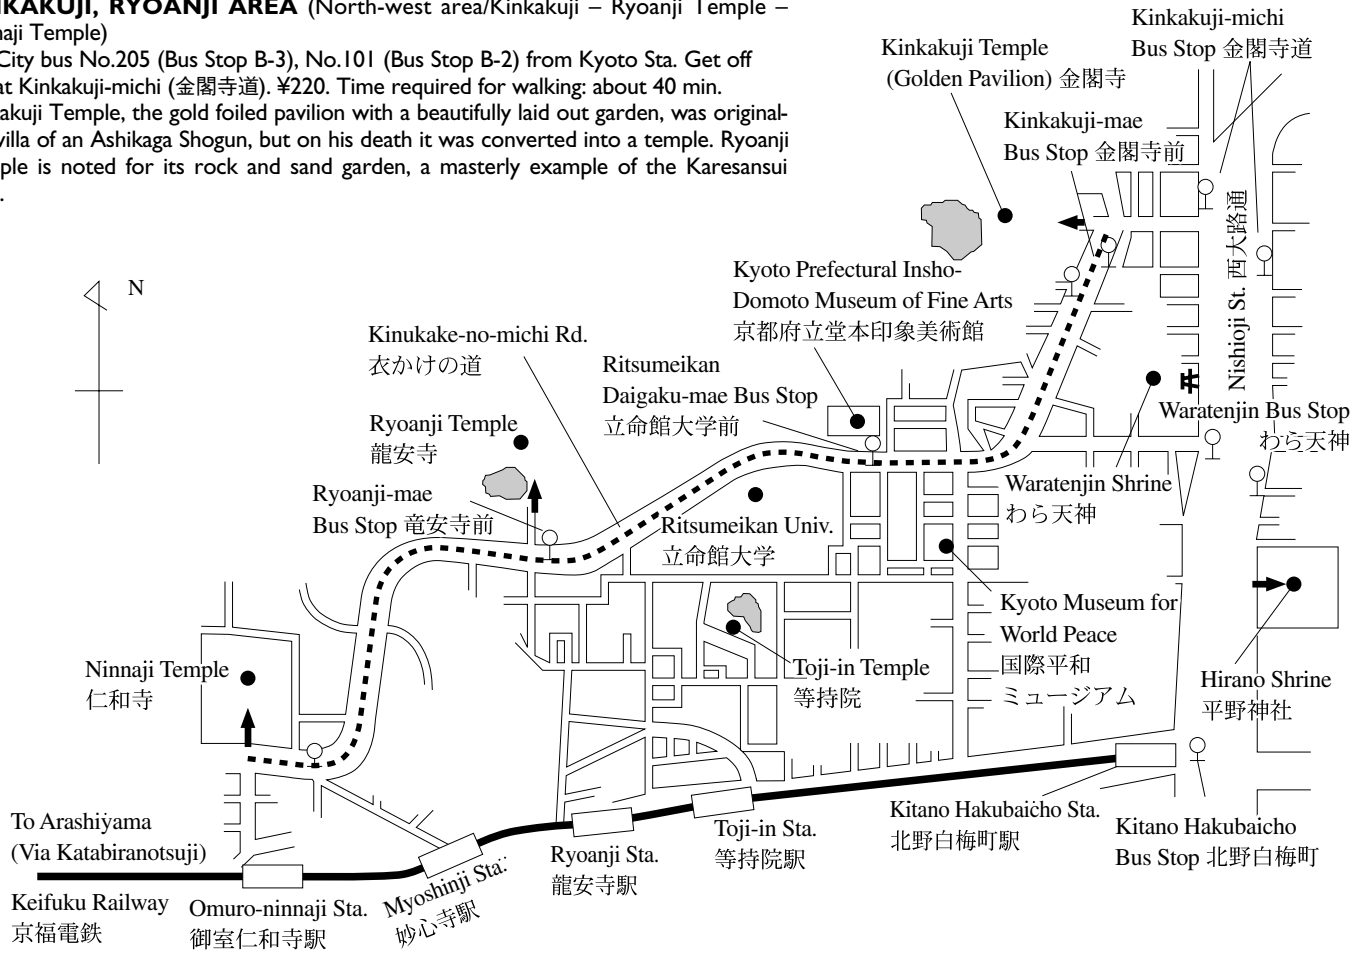 KAKUJI, RYOANJI AREA (North-west area/Kinkakuji – Ryoanji Temple –
naji Temple)
City bus No.205 (Bus Stop B-3), No.101 (Bus Stop B-2) from Kyoto Sta. Get off
at Kinkakuji-michi (金閣寺道). ¥220. Time required for walking: about 40 min.
akuji Temple, the gold foiled pavilion with a beautifully laid out garden, was original-
villa of an Ashikaga Shogun, but on his death it was converted into a temple. Ryoanji
ple is noted for its rock and sand garden, a masterly example of the Karesansui
.
Kinkakuji-michi
Bus Stop 金閣寺道
Kinkakuji Temple
(Golden Pavilion) 金閣寺
Kinkakuji-mae
Bus Stop 金閣寺前
Nishioji St. 西大路通
N
Kyoto Prefectural Insho-
Domoto Museum of Fine Arts
京都府立堂本印象美術館
Kinukake-no-michi Rd.
衣かけの道
Ritsumeikan
Daigaku-mae Bus Stop
立命館大学前
Waratenjin Bus Stop
わら天神
Ryoanji Temple
龍安寺
Waratenjin Shrine
わら天神
Ryoanji-mae
Bus Stop 竜安寺前
Ritsumeikan Univ.
立命館大学
Kyoto Museum for
World Peace
国際平和
ミュージアム
Ninnaji Temple
仁和寺
Toji-in Temple
等持院
Hirano Shrine
平野神社
To Arashiyama
(Via Katabiranotsuji)
Keifuku Railway
京福電鉄
Omuro-ninnaji Sta.
御室仁和寺駅
Myoshinji Sta.
妙心寺駅
Ryoanji Sta.
龍安寺駅
Toji-in Sta.
等持院駅
Kitano Hakubaicho Sta.
北野白梅町駅
Kitano Hakubaicho
Bus Stop 北野白梅町